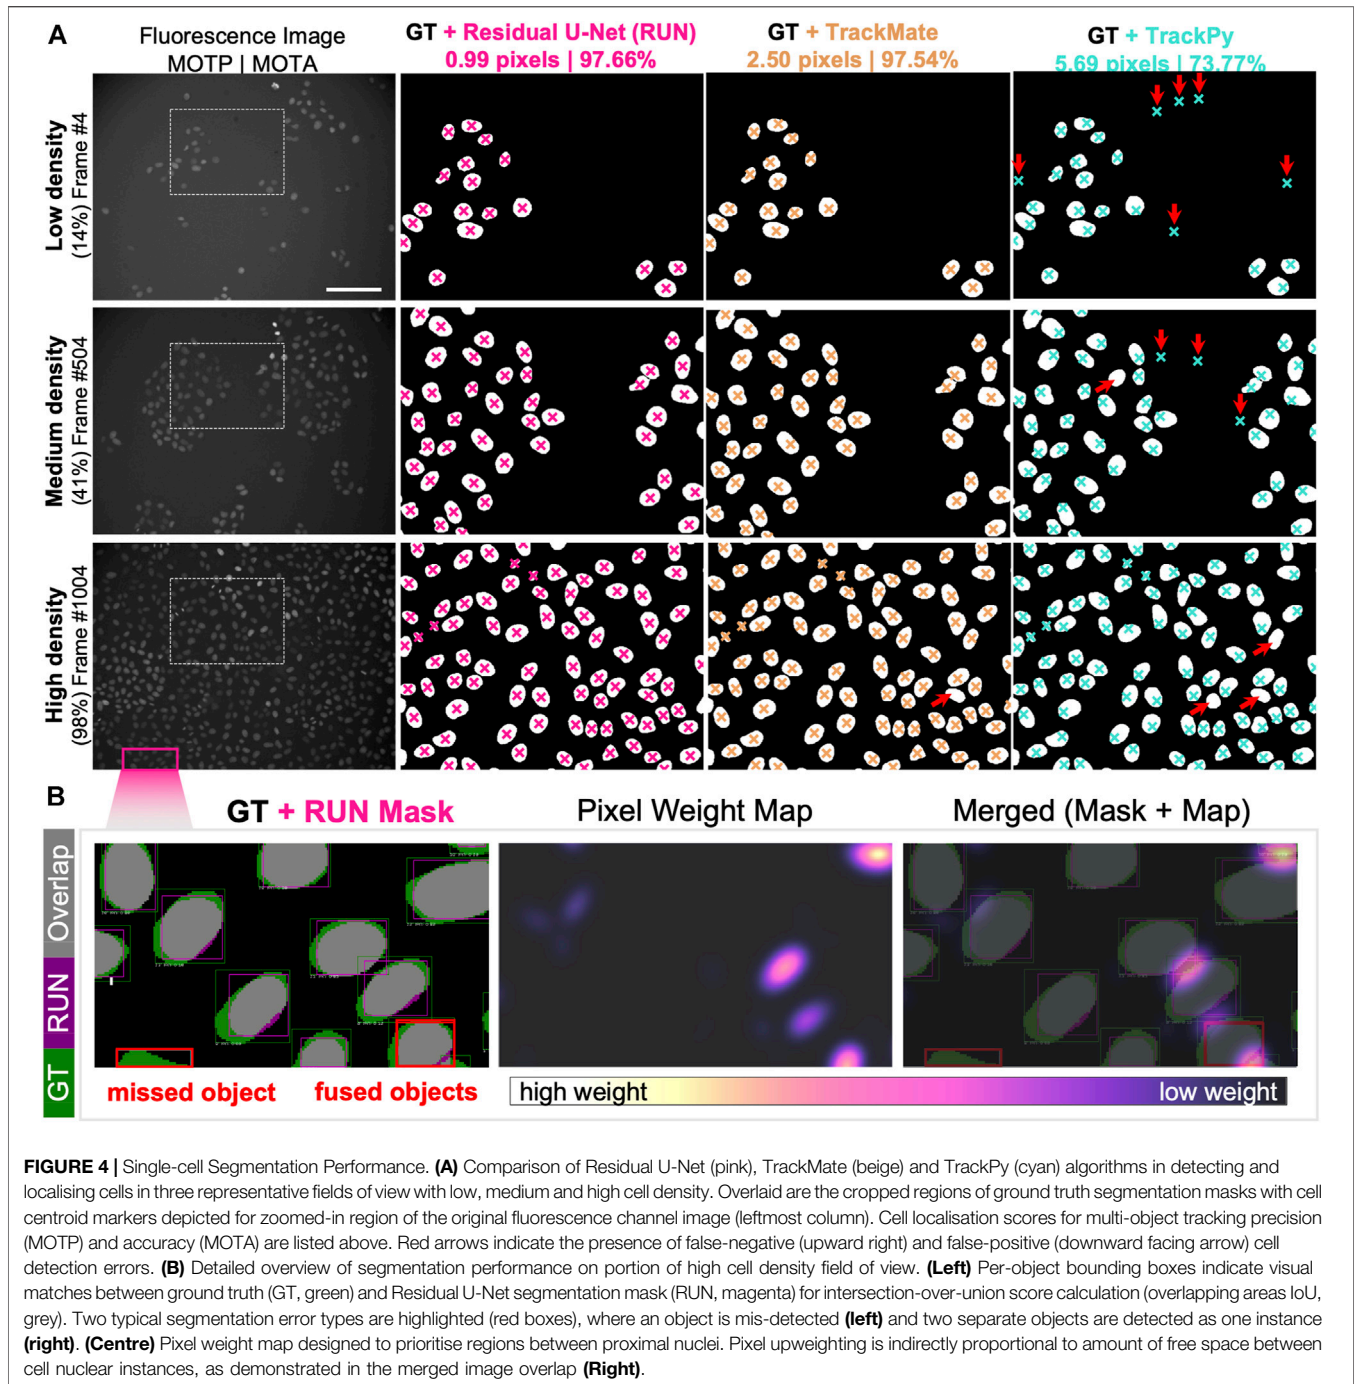 A
Fluorescence Image
MOTP | MOTA
GT + Residual U-Net (RUN)
0.99 pixels | 97.66%
GT + TrackMate
2.50 pixels | 97.54%
GT + TrackPy
5.69 pixels | 73.77%
Low density
(14%) Frame #4
Medium density
(41%) Frame #504
High density
(98%) Frame #1004
B
GT + RUN Mask
Pixel Weight Map
Merged (Mask + Map)
Overlap
RUN
GT
missed object
fused objects
high weight
low weight
FIGURE 4 | Single-cell Segmentation Performance. (A) Comparison of Residual U-Net (pink), TrackMate (beige) and TrackPy (cyan) algorithms in detecting and
localising cells in three representative fields of view with low, medium and high cell density. Overlaid are the cropped regions of ground truth segmentation masks with cell
centroid markers depicted for zoomed-in region of the original fluorescence channel image (leftmost column). Cell localisation scores for multi-object tracking precision
(MOTP) and accuracy (MOTA) are listed above. Red arrows indicate the presence of false-negative (upward right) and false-positive (downward facing arrow) cell
detection errors. (B) Detailed overview of segmentation performance on portion of high cell density field of view. (Left) Per-object bounding boxes indicate visual
matches between ground truth (GT, green) and Residual U-Net segmentation mask (RUN, magenta) for intersection-over-union score calculation (overlapping areas IoU,
grey). Two typical segmentation error types are highlighted (red boxes), where an object is mis-detected (left) and two separate objects are detected as one instance
(right). (Centre) Pixel weight map designed to prioritise regions between proximal nuclei. Pixel upweighting is indirectly proportional to amount of free space between
cell nuclear instances, as demonstrated in the merged image overlap (Right).